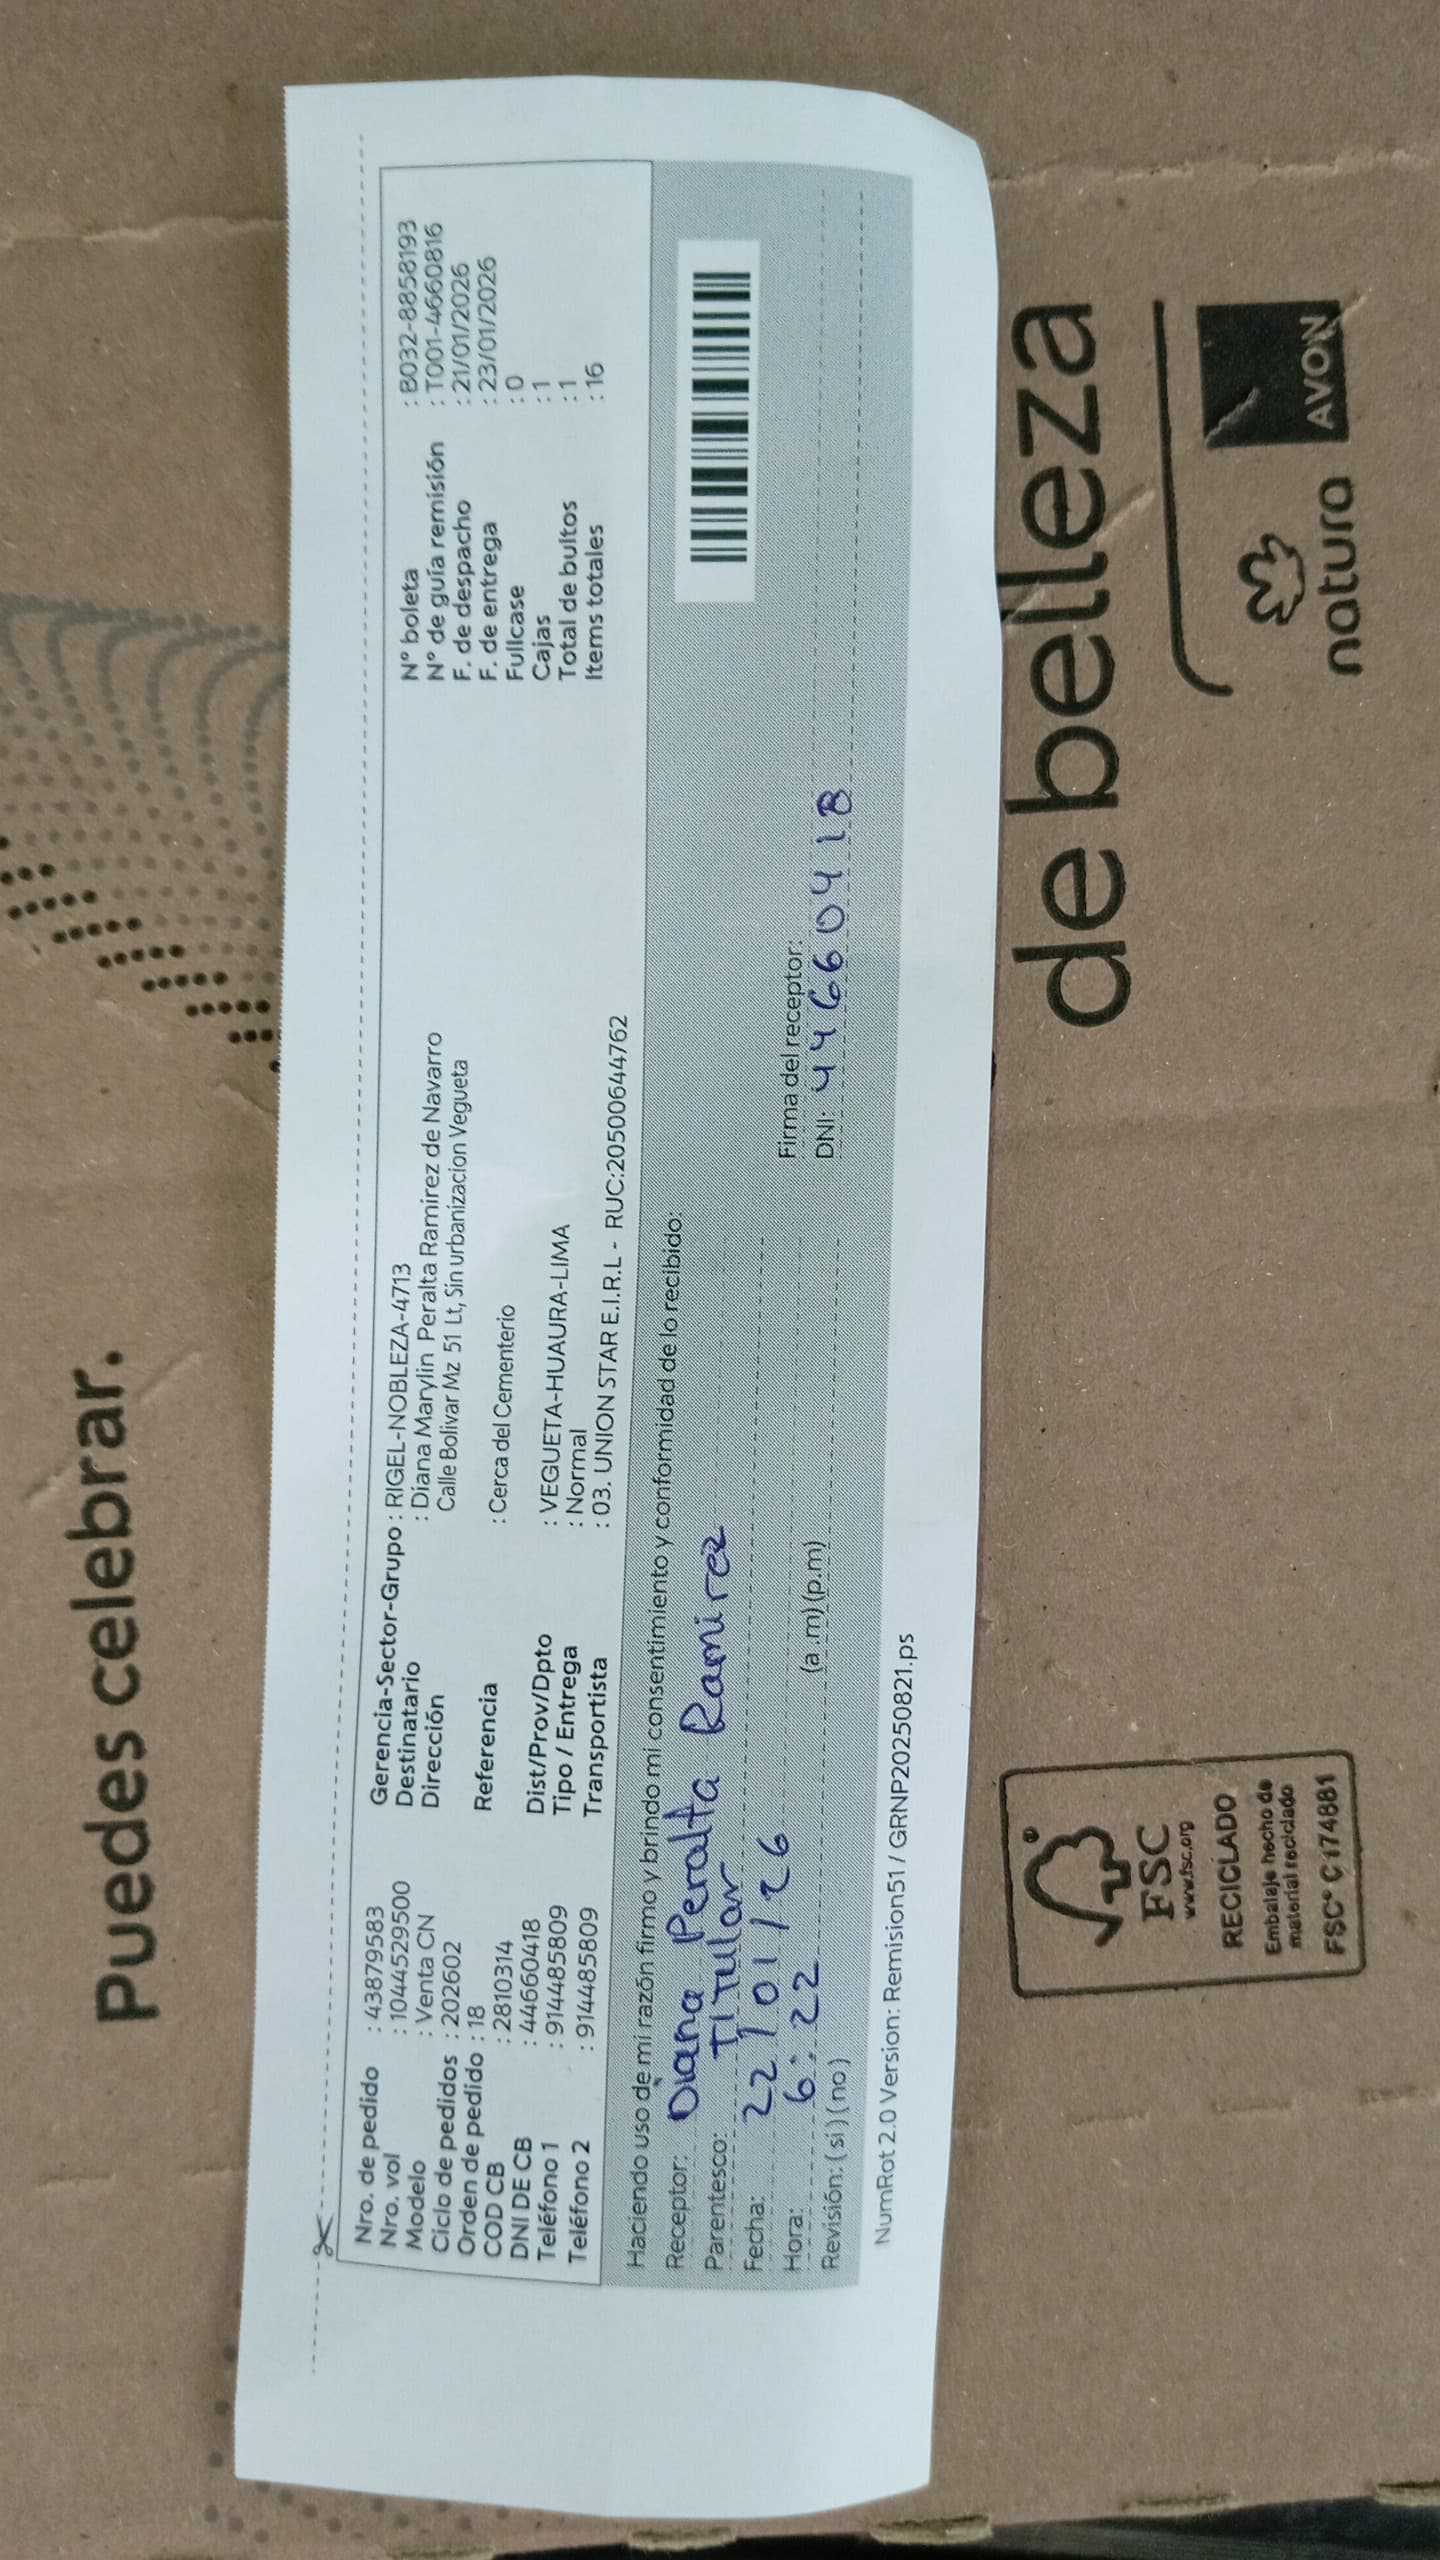 Puedes celebrar.
Nro. de pedido : 43879583
Nro. vol : 10445295​00
Modelo : Venta CN
Ciclo de pedidos : 202602
Orden de pedido : 18
COD CB : 2810314
DNI DE CB : 44660418
Teléfono 1 : 914485809
Teléfono 2 : 914485809
Gerencia-Sector-Grupo : RIGEL-NOBLEZA-4713
Destinatario : Diana Marylin Peralta Ramirez de Navarro
Dirección Calle Bolivar Mz 51 Lt, Sin urbanizacion Vegueta
Referencia : Cerca del Cementerio
Dist/Prov/Dpto : VEGUETA-HUAURA-LIMA
Tipo / Entrega : Normal
Transportista : 03. UNION STAR E.I.R.L - RUC:20500644762
N° boleta : B032-8858193
N° de guía remisión : T001-4660816
F. de despacho : 21/01/2026
F. de entrega : 23/01/2026
Fullcase : 0
Cajas : 1
Total de bultos : 1
Items totales : 16
Haciendo uso de mi razón firmo y brindo mi consentimiento y conformidad de lo recibido:
Receptor: Diana Peralta Ramirez
Parentesco: Titular
Fecha: 22/01/26
Hora: 6:22 (a.m)(p.m)
Revisión: (si)(no)
Firma del receptor:
DNI: 44660418
NumRot 2.0 Version: Remision51 / GRNP20250821.ps
de belleza
FSC
www.fsc.org
RECICLADO
Embalaje hecho de
material reciclado
FSC® C174881
natura
AVON